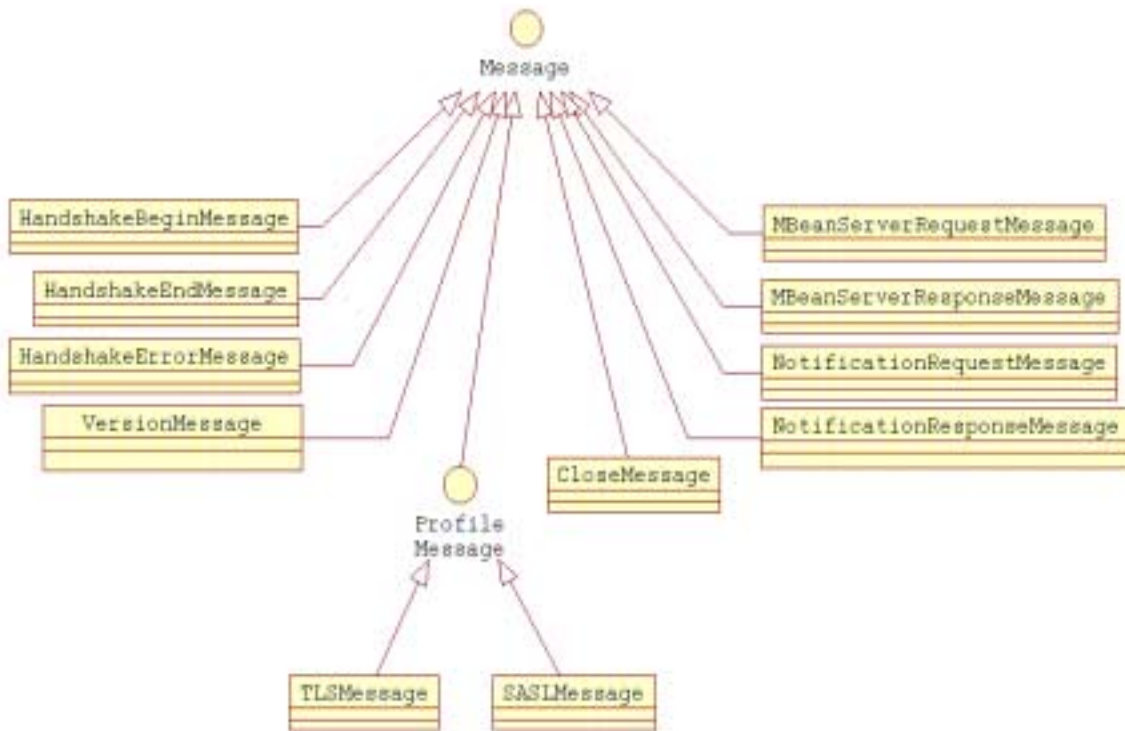 Message
HandshakeBeginMessage
MBeanServerRequestMessage
HandshakeEndMessage
MBeanServerResponseMessage
HandshakeErrorMessage
NotificationRequestMessage
VersionMessage
NotificationResponseMessage
CloseMessage
Profile
Message
TLSMessage
SASLMessage